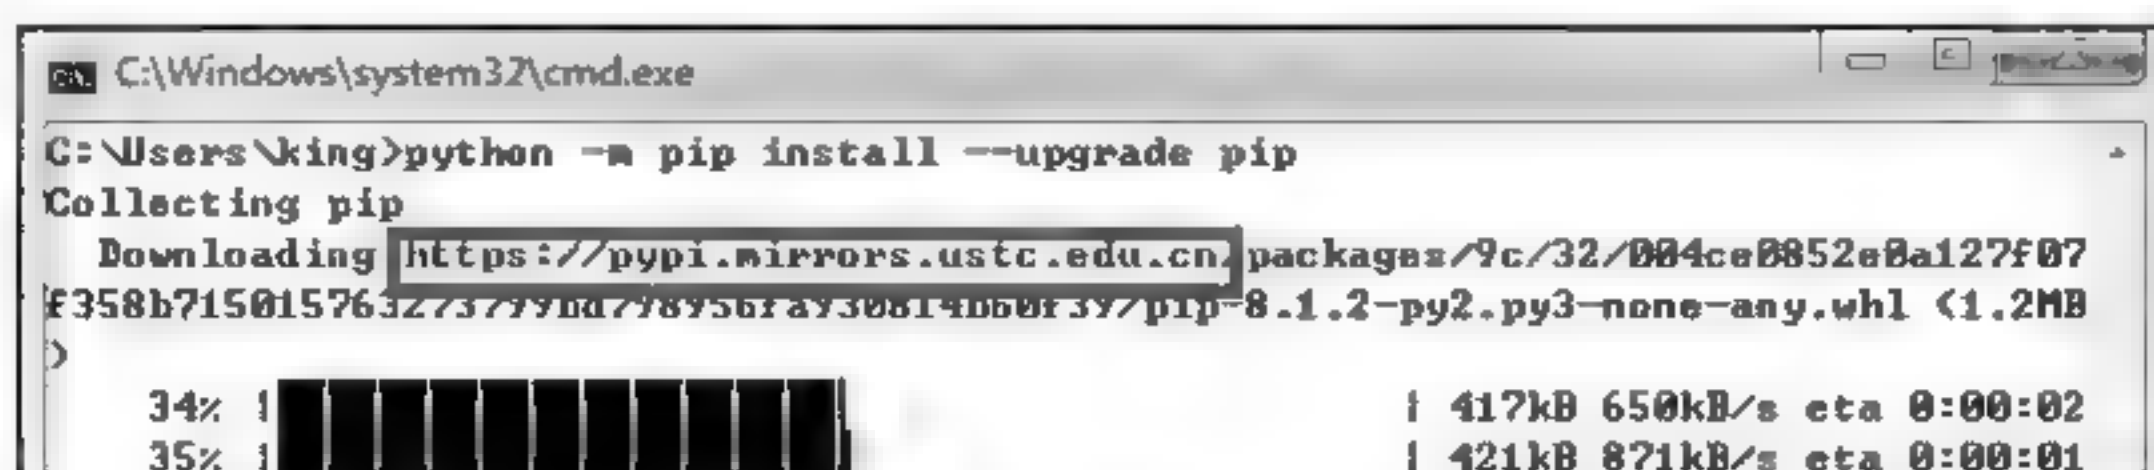 C:\Windows\system32\cmd.exe
C:\Users\king>python -m pip install --upgrade pip
Collecting pip
Downloading https://pypi.mirrors.ustc.edu.cn/packages/9c/32/004ce0852e0a127f07
f358b715015763273799bd798956fa930814b60f39/pip-8.1.2-py2.py3-none-any.whl (1.2MB
)
34% | | 417kB 650kB/s eta 0:00:02
35% | | 421kB 871kB/s eta 0:00:01